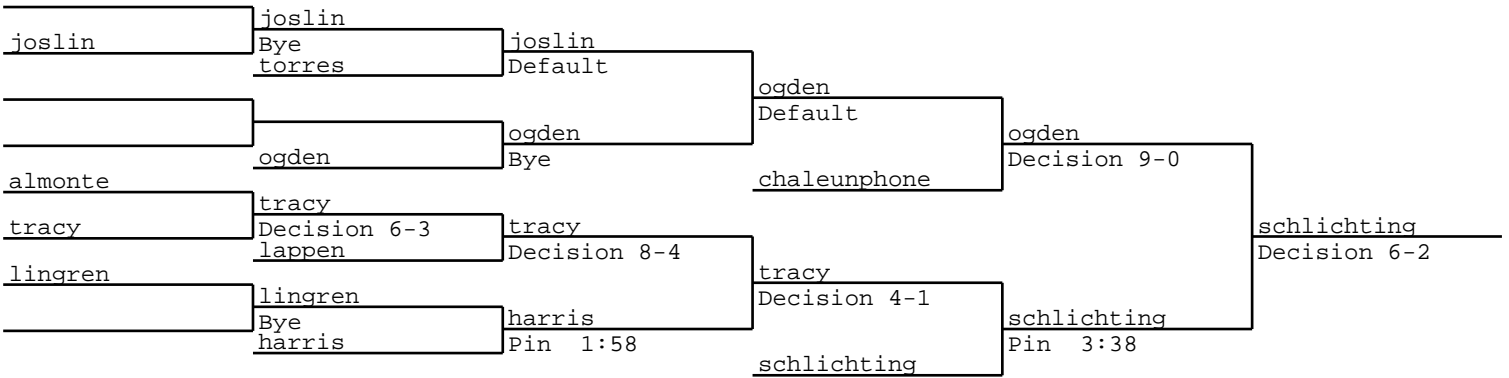 joslin
joslin
Bye
torres
joslin
Default
ogden
Default
ogden
ogden
Bye
ogden
Decision 9-0
chaleunphone
almonte
tracy
tracy
Decision 6-3
lappen
tracy
Decision 8-4
schlichting
Decision 6-2
lingren
lingren
Bye
harris
harris
Pin 1:58
tracy
Decision 4-1
schlichting
Pin 3:38
schlichting